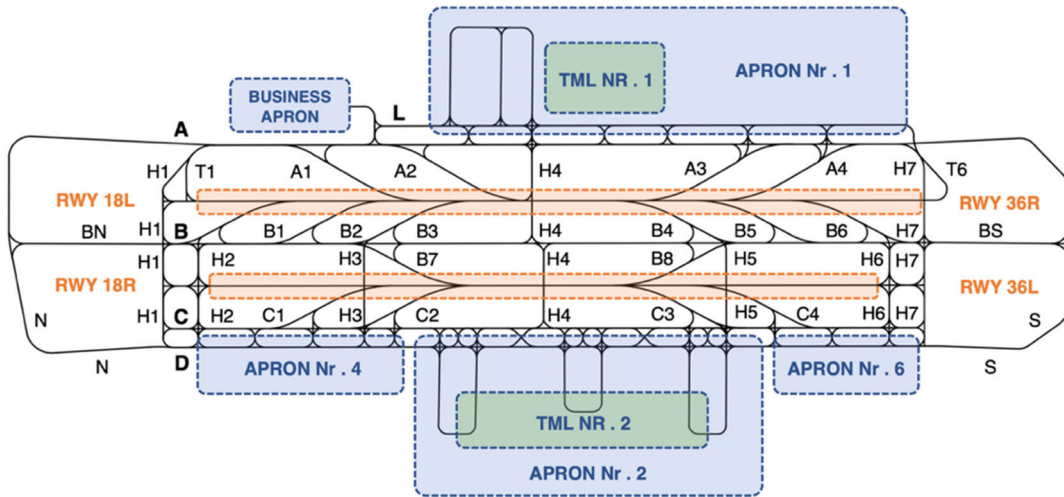 APRON Nr . 1
TML NR . 1
BUSINESS
APRON
L
A
H1 T1 A1 A2 H4 A3 A4 H7 T6
RWY 18L RWY 36R
BN H1 B B1 B2 B3 H4 B4 B5 B6 H7 BS
H1 H2 H3 B7 H4 B8 H5 H6 H7
RWY 18R RWY 36L
N H1 C H2 C1 H3 C2 H4 C3 H5 C4 H6 H7 S
N D APRON Nr . 4 APRON Nr . 6 S
TML NR . 2
APRON Nr . 2